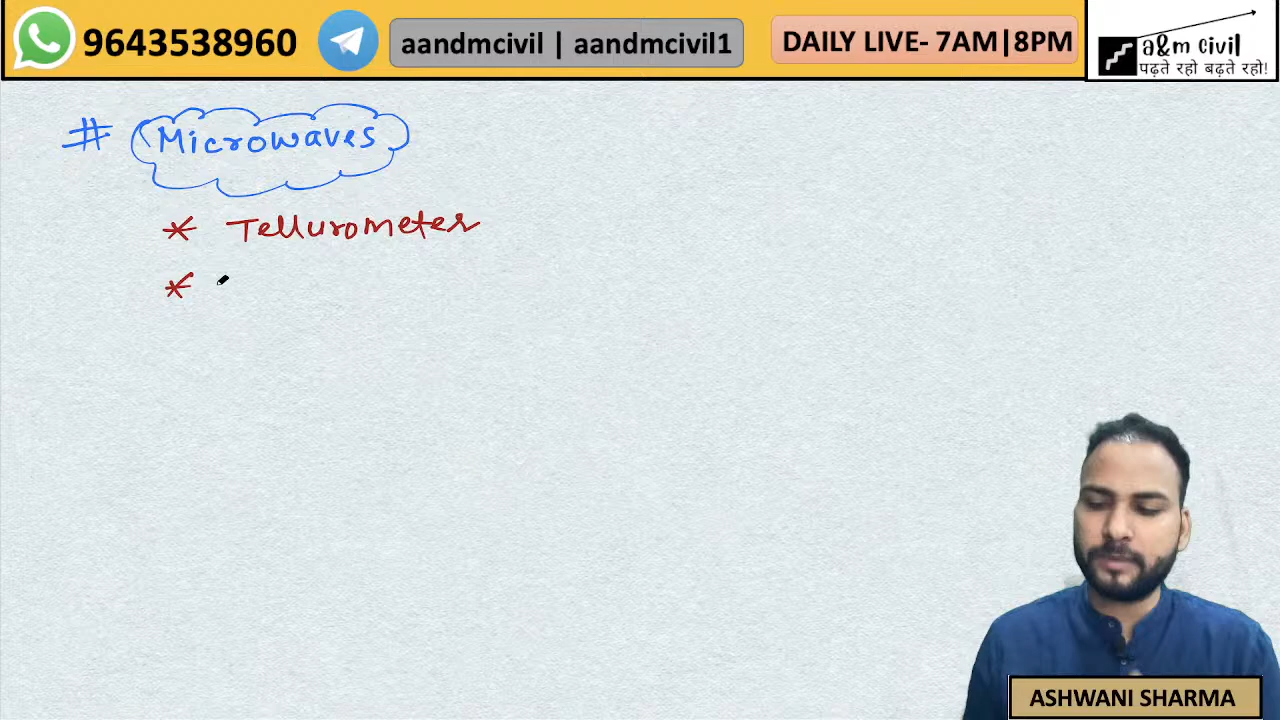 9643538960
aandmcivil | aandmcivil1
DAILY LIVE- 7AM|8PM
a&m civil
पढ़ते रहो बढ़ते रहो!
# Microwaves
* Tellurometer
*
ASHWANI SHARMA